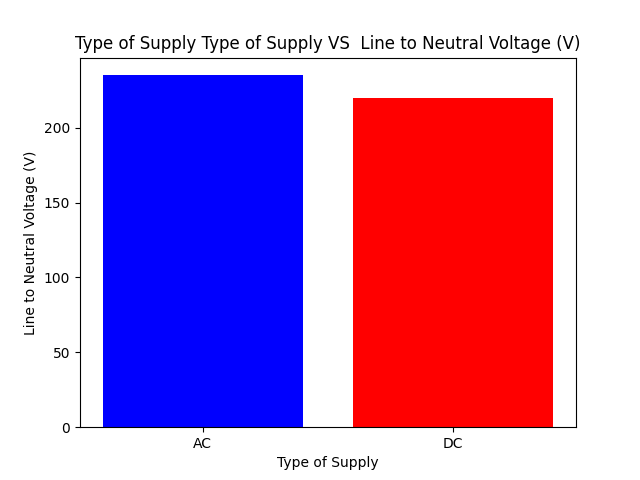 Type of Supply Type of Supply VS  Line to Neutral Voltage (V)
Line to Neutral Voltage (V)
200
150
100
50
0
AC
DC
Type of Supply